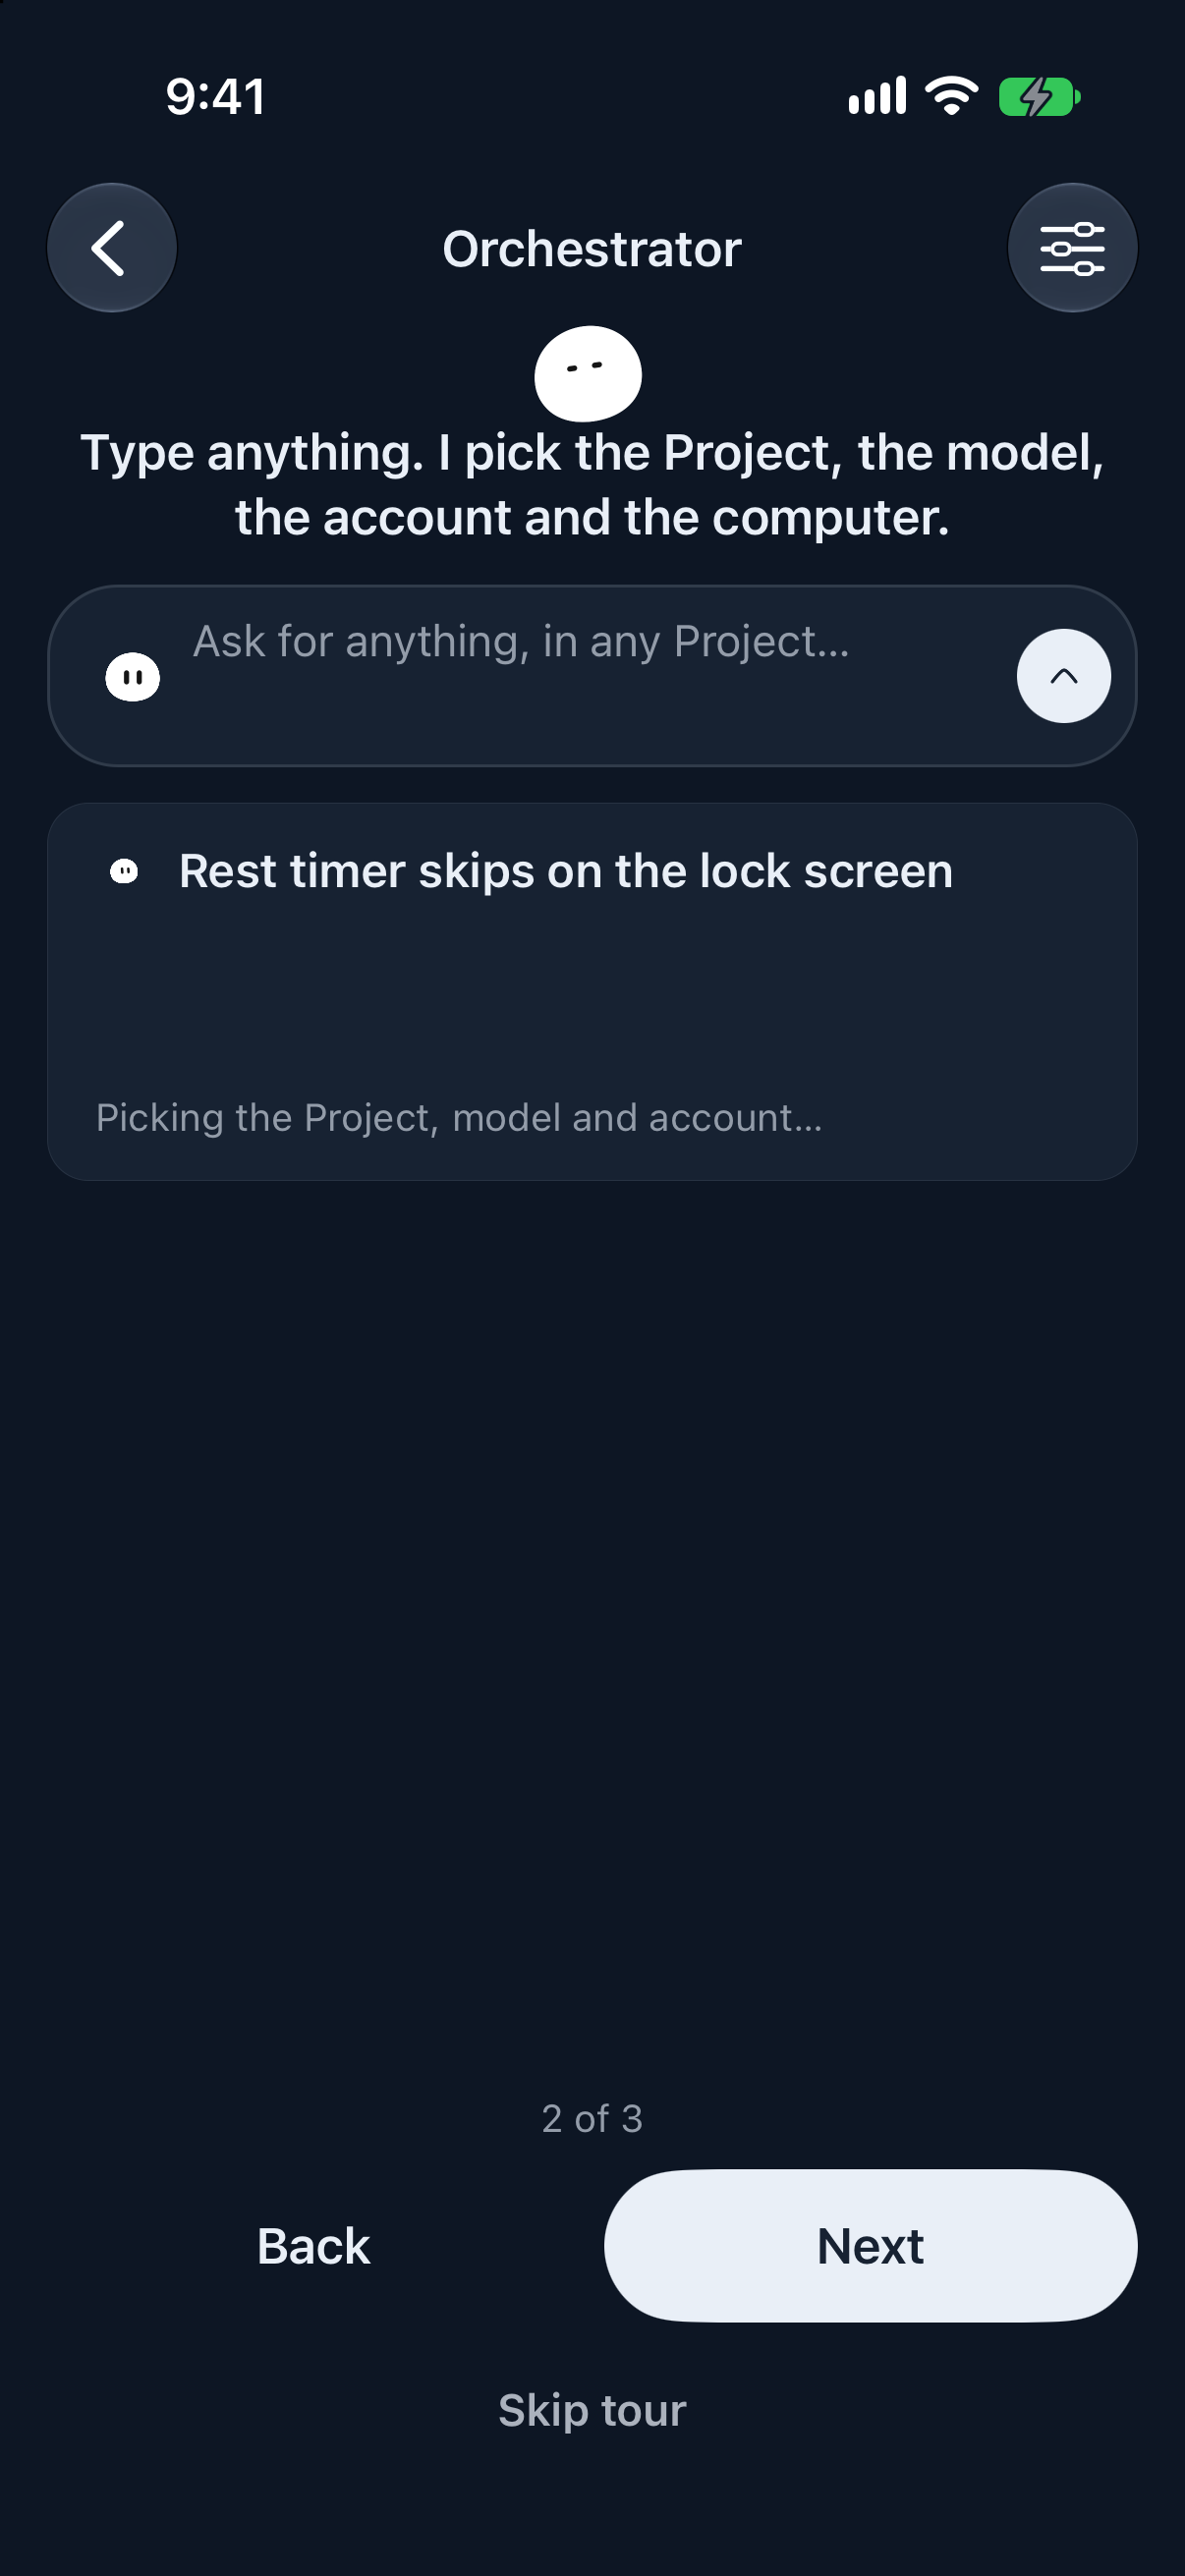 9:41
Orchestrator
Type anything. I pick the Project, the model,
the account and the computer.
Ask for anything, in any Project...
Rest timer skips on the lock screen
Picking the Project, model and account...
2 of 3
Back
Next
Skip tour